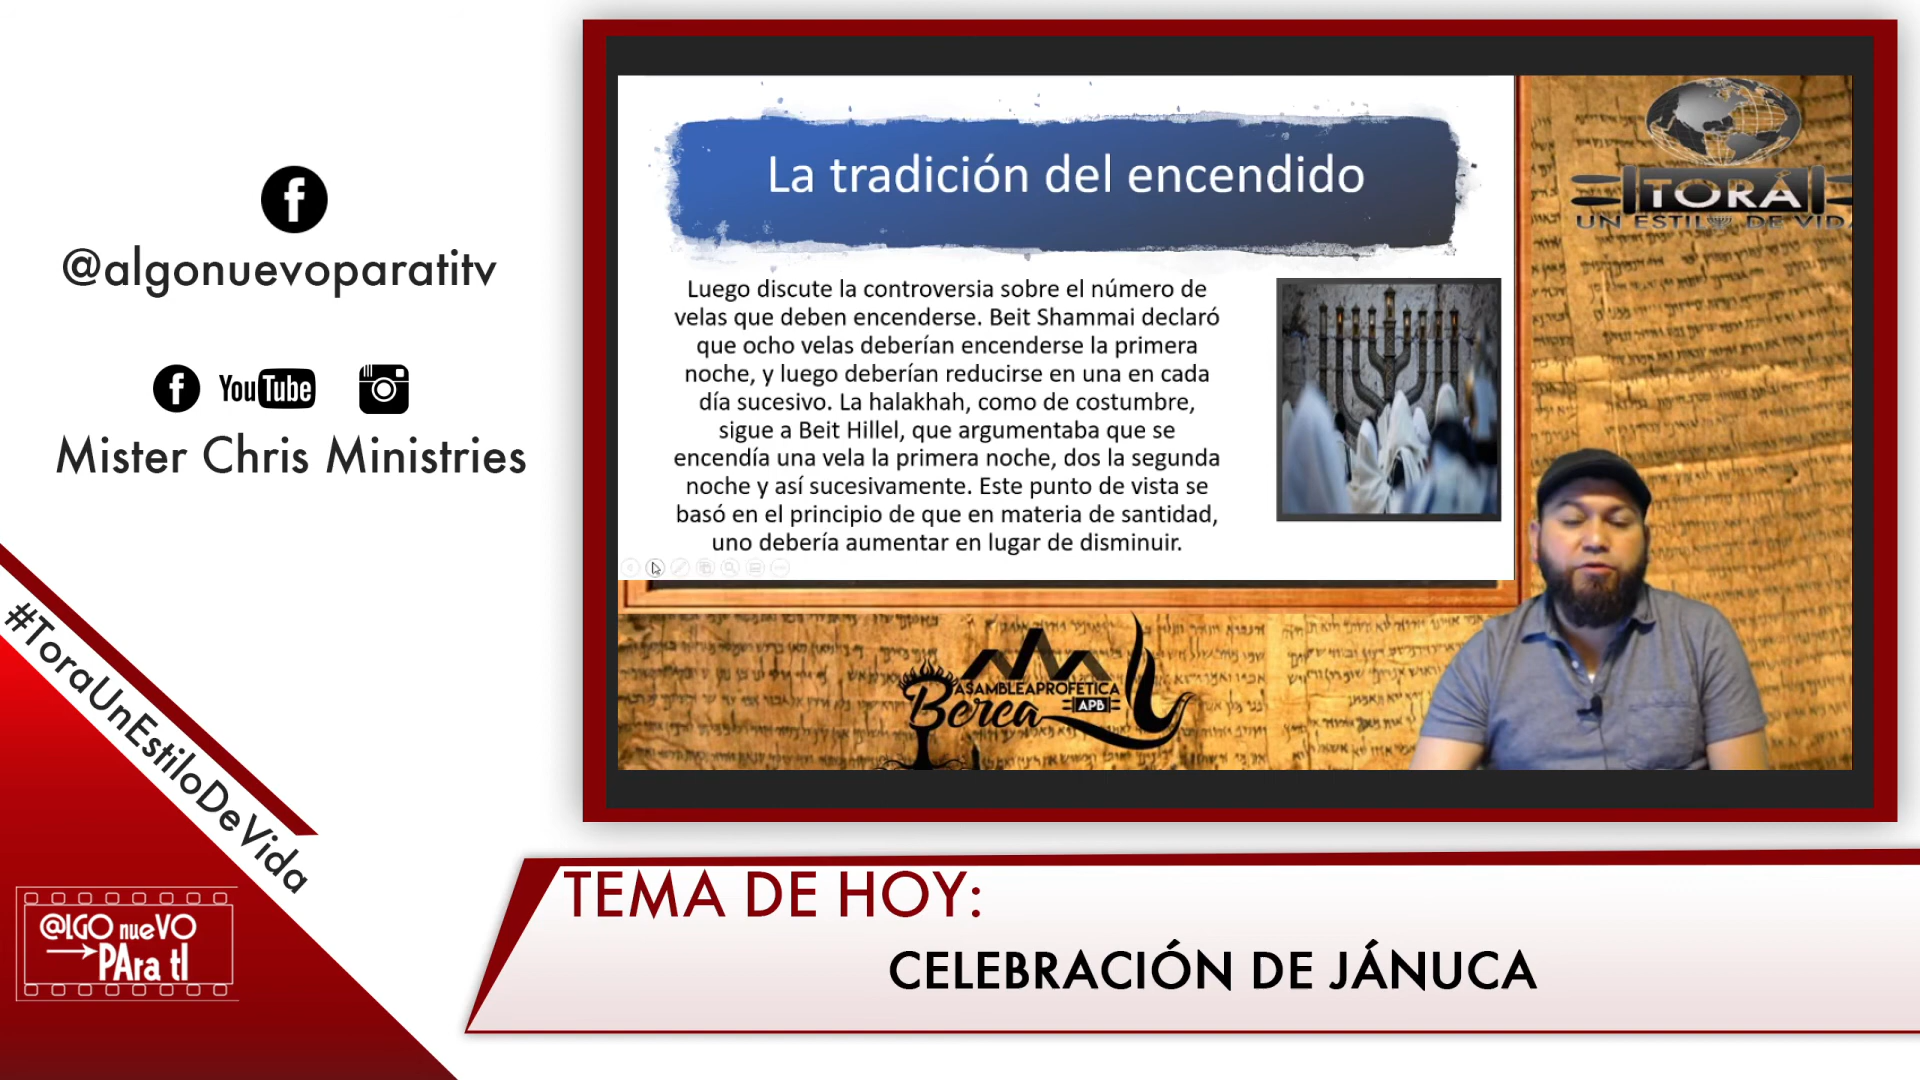 @algonuevoparatitv
You Tube
Mister Chris Ministries
#ToraUnEstiloDeVida
@LGO nueVO
PAra tI
La tradición del encendido
Luego discute la controversia sobre el número de
velas que deben encenderse. Beit Shammai declaró
que ocho velas deberían encenderse la primera
noche, y luego deberían reducirse en una en cada
día sucesivo. La halakhah, como de costumbre,
sigue a Beit Hillel, que argumentaba que se
encendía una vela la primera noche, dos la segunda
noche y así sucesivamente. Este punto de vista se
basó en el principio de que en materia de santidad,
uno debería aumentar en lugar de disminuir.
TORÁ
UN ESTILO DE VIDA
ASAMBLEA PROFÉTICA
APB
Berea
TEMA DE HOY:
CELEBRACIÓN DE JÁNUCA